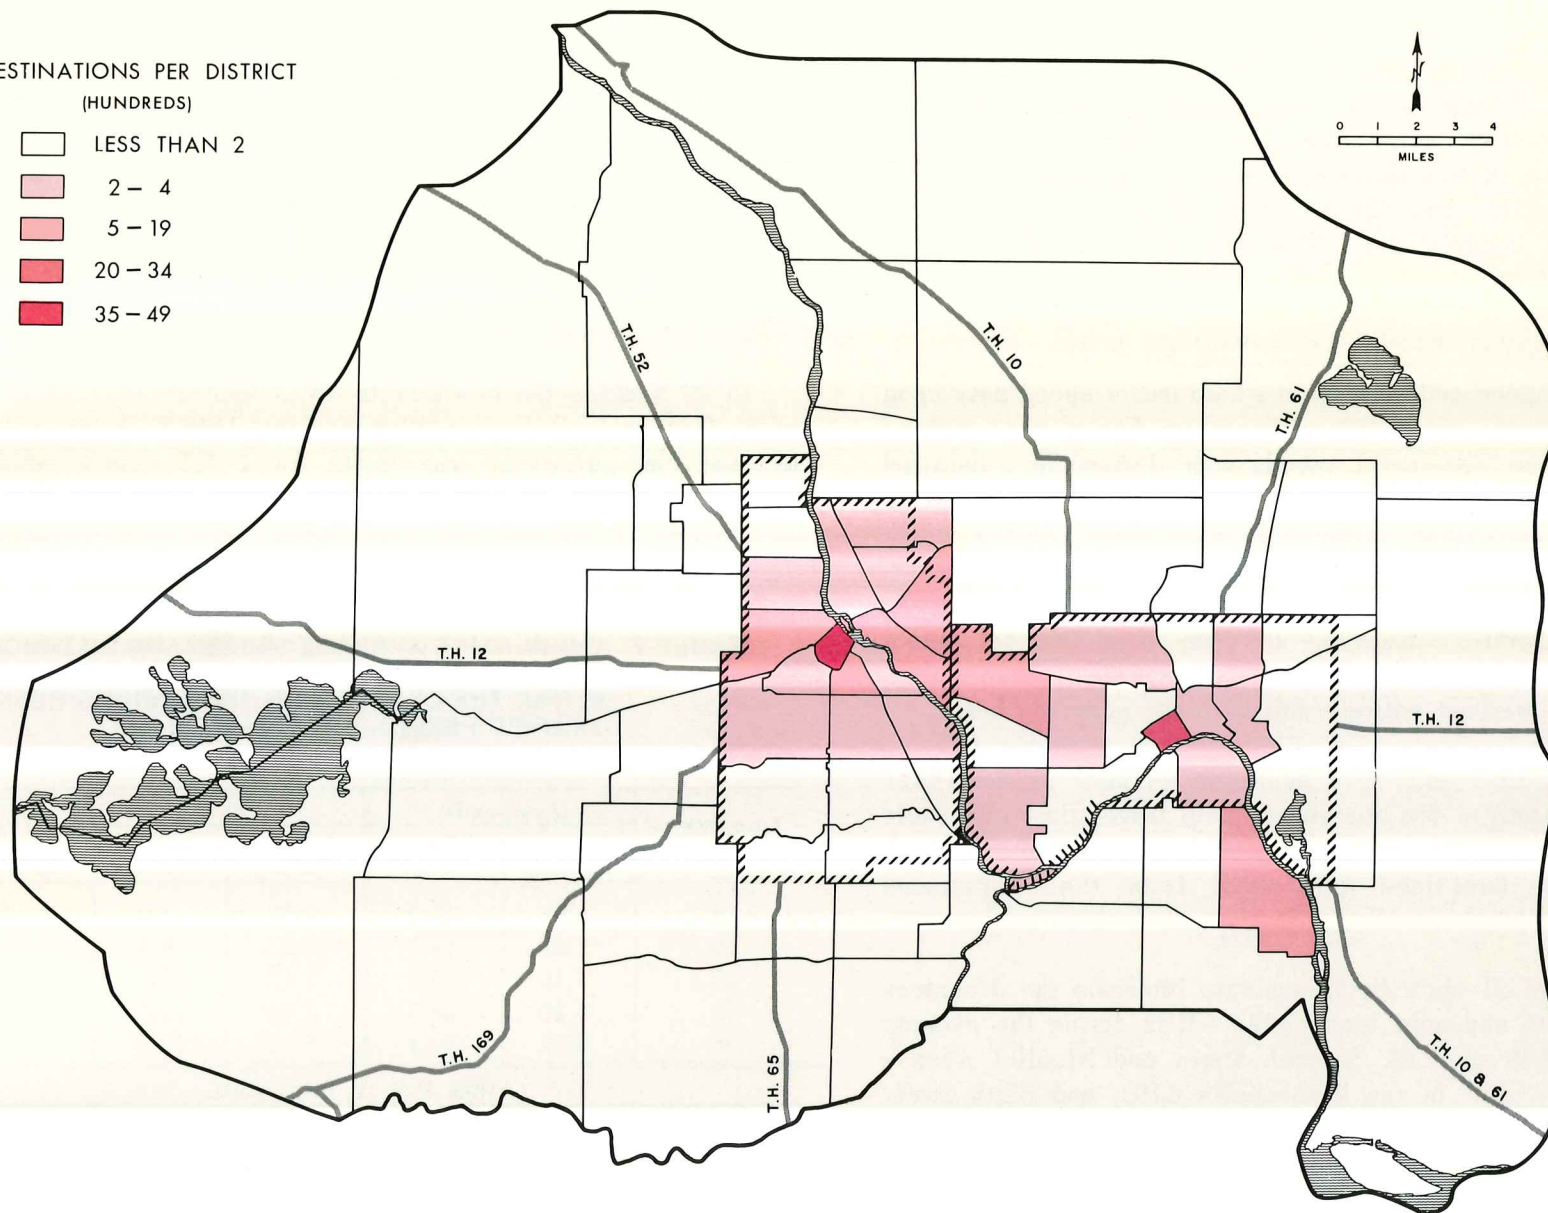 ESTINATIONS PER DISTRICT
(HUNDREDS)
LESS THAN 2
2 – 4
5 – 19
20 – 34
35 – 49
N
0 1 2 3 4
MILES
T.H. 52
T.H. 10
T.H. 61
T.H. 12
T.H. 12
T.H. 169
T.H. 65
T.H. 10 & 61